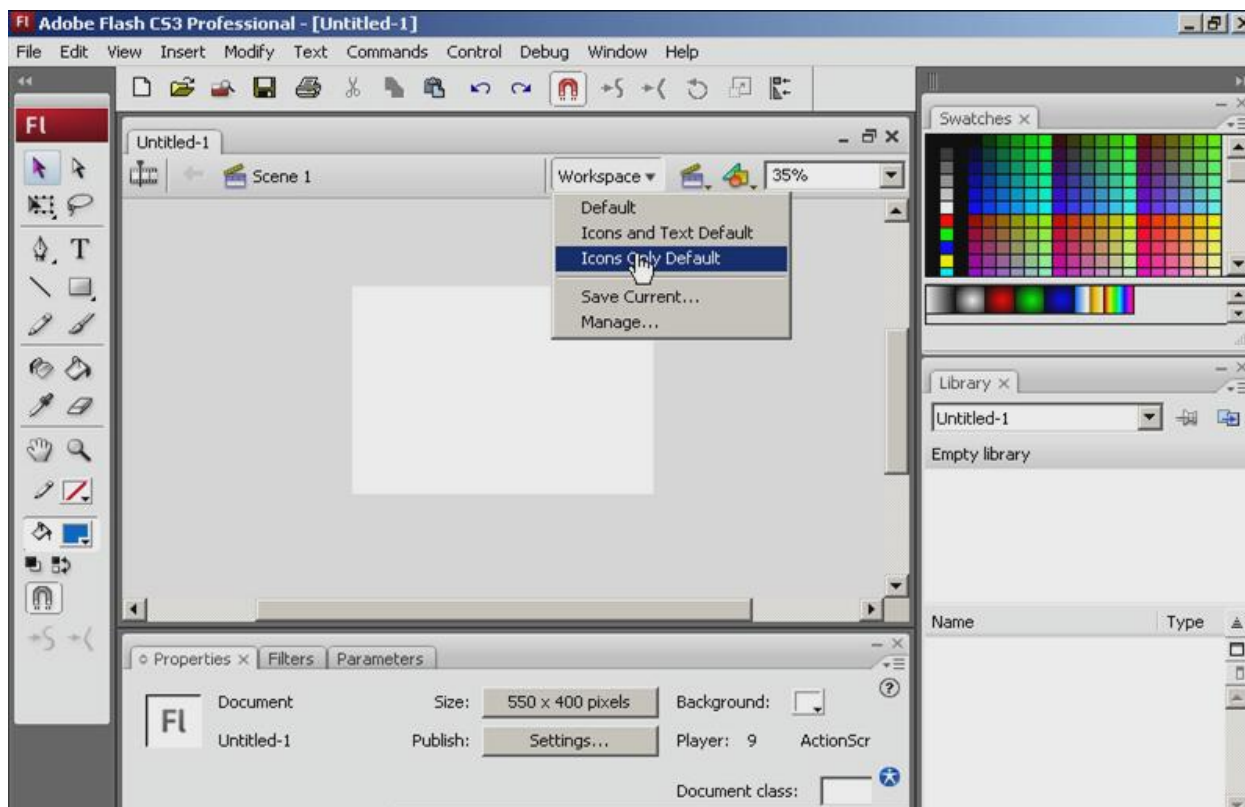 Fl Adobe Flash CS3 Professional - [Untitled-1]
File Edit View Insert Modify Text Commands Control Debug Window Help
Fl
Untitled-1
Scene 1
Workspace
35%
Default
Icons and Text Default
Icons Only Default
Save Current...
Manage...
Swatches
Library
Untitled-1
Empty library
Name Type
Properties Filters Parameters
Fl
Document
Untitled-1
Size: 550 x 400 pixels
Background:
Publish: Settings...
Player: 9 ActionScr
Document class: